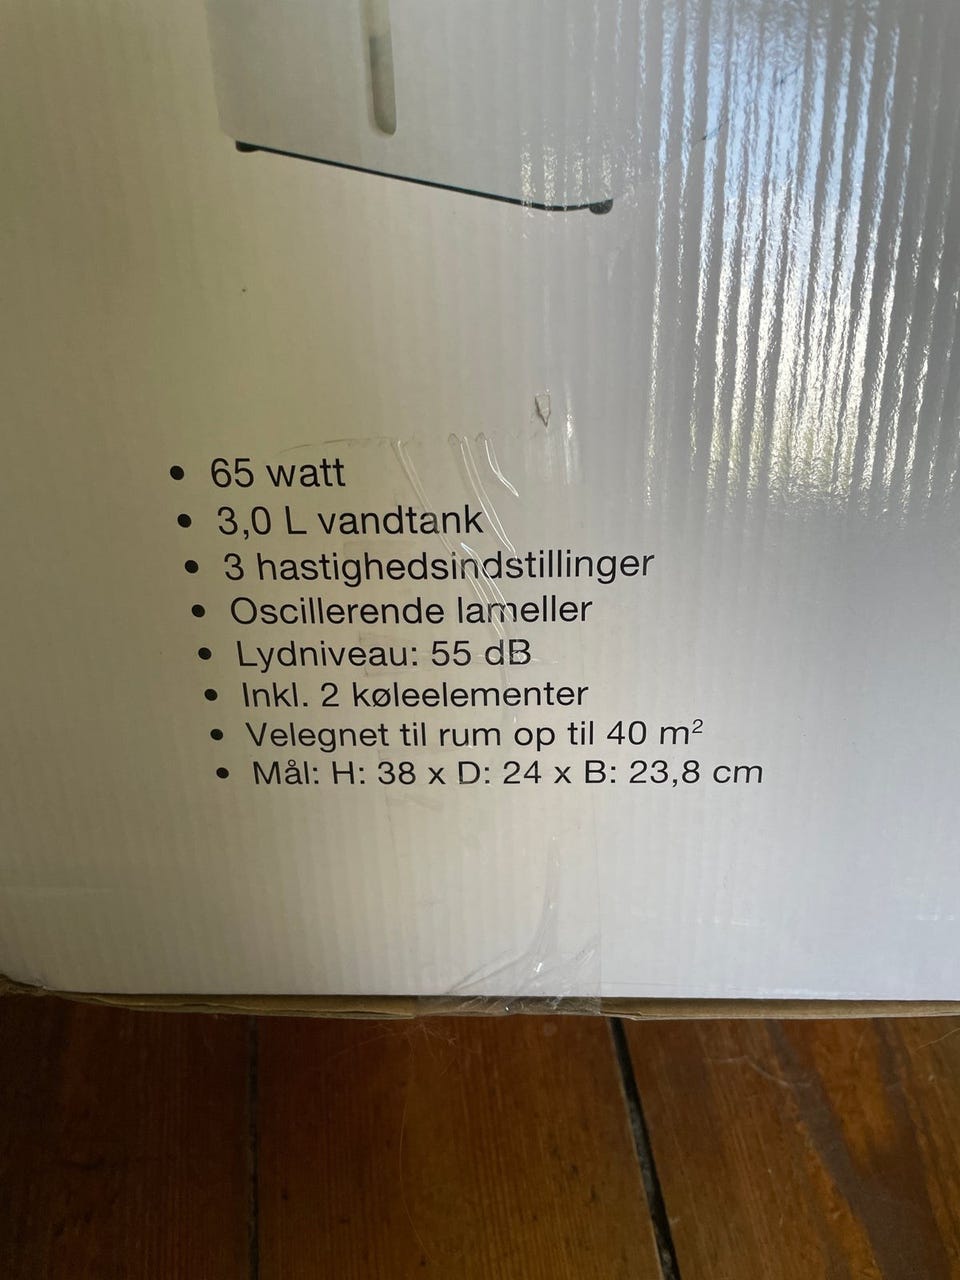 • 65 watt
• 3,0 L vandtank
• 3 hastighedsindstillinger
• Oscillerende lameller
• Lydniveau: 55 dB
• Inkl. 2 køleelementer
• Velegnet til rum op til 40 m²
• Mål: H: 38 x D: 24 x B: 23,8 cm